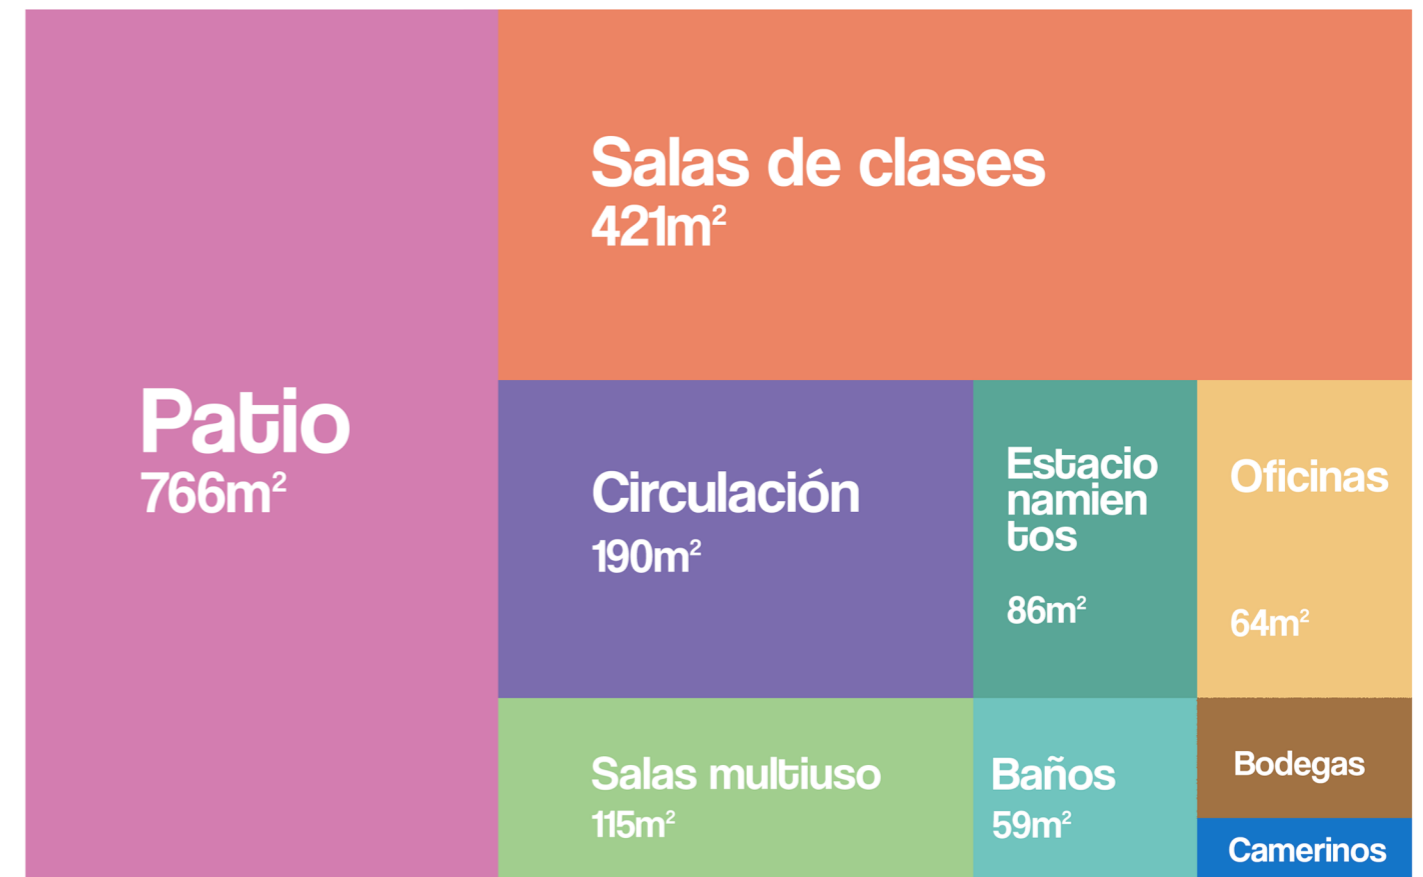 Patio
766m²
Salas de clases
421m²
Circulación
190m²
Estacio
namien
tos
86m²
Oficinas
64m²
Salas multiuso
115m²
Baños
59m²
Bodegas
Camerinos